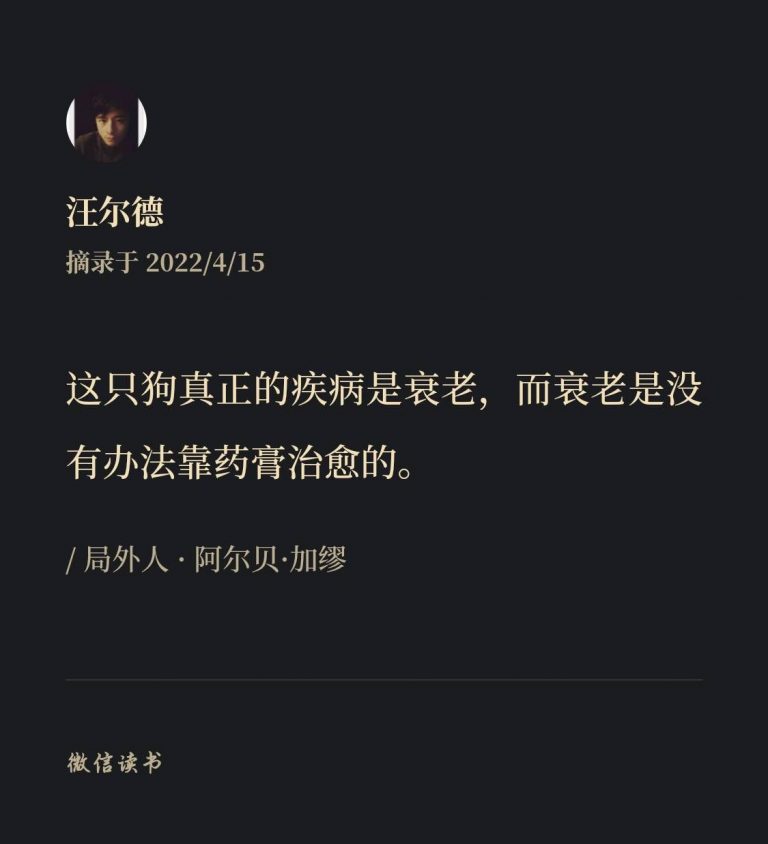 汪尔德
摘录于 2022/4/15
这只狗真正的疾病是衰老，而衰老是没
有办法靠药膏治愈的。
/ 局外人 · 阿尔贝·加缪
微信读书